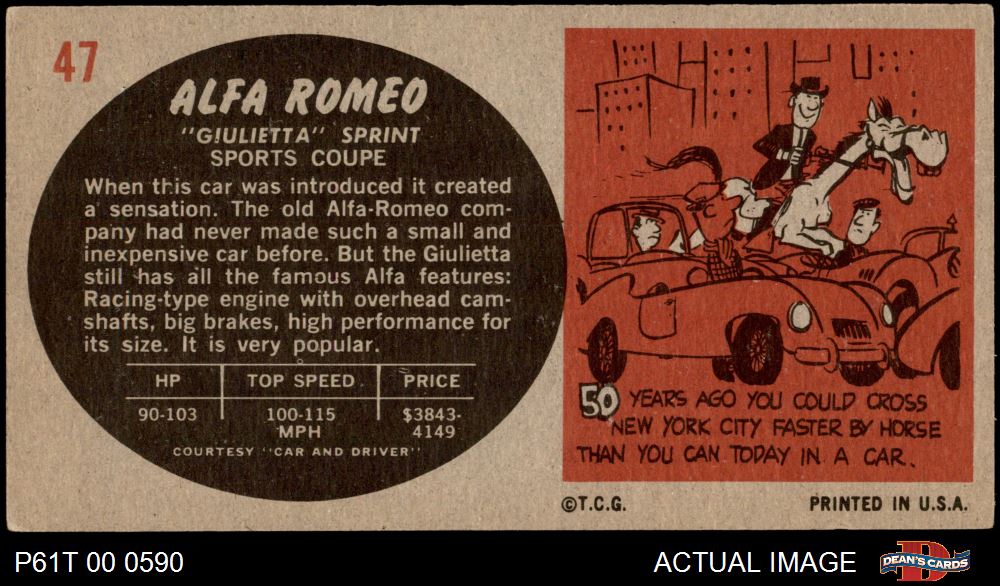 47
ALFA ROMEO
"GIULIETTA" SPRINT
SPORTS COUPE
When this car was introduced it created
a sensation. The old Alfa-Romeo com-
pany had never made such a small and
inexpensive car before. But the Giulietta
still has all the famous Alfa features:
Racing-type engine with overhead cam-
shafts, big brakes, high performance for
its size. It is very popular.
HP TOP SPEED PRICE
90-103 100-115 $3843-
MPH 4149
COURTESY "CAR AND DRIVER"
50 YEARS AGO YOU COULD CROSS
NEW YORK CITY FASTER BY HORSE
THAN YOU CAN TODAY IN A CAR.
©T.C.G. PRINTED IN U.S.A.
P61T 00 0590 ACTUAL IMAGE D DEAN'S CARDS